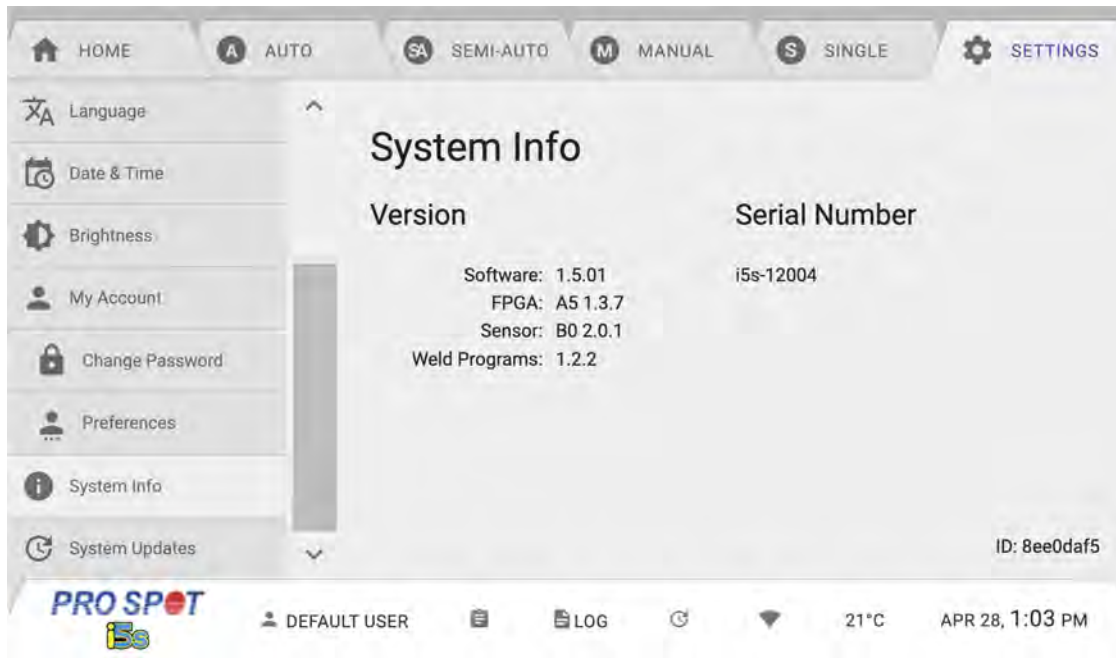 HOME
A AUTO
SA SEMI-AUTO
M MANUAL
S SINGLE
SETTINGS
文A Language
Date & Time
Brightness
My Account
Change Password
Preferences
i System Info
System Updates
System Info
Version
Software: 1.5.01
FPGA: A5 1.3.7
Sensor: B0 2.0.1
Weld Programs: 1.2.2
Serial Number
i5s-12004
ID: 8ee0daf5
PRO SPOT
i5s
DEFAULT USER
LOG
21°C
APR 28, 1:03 PM